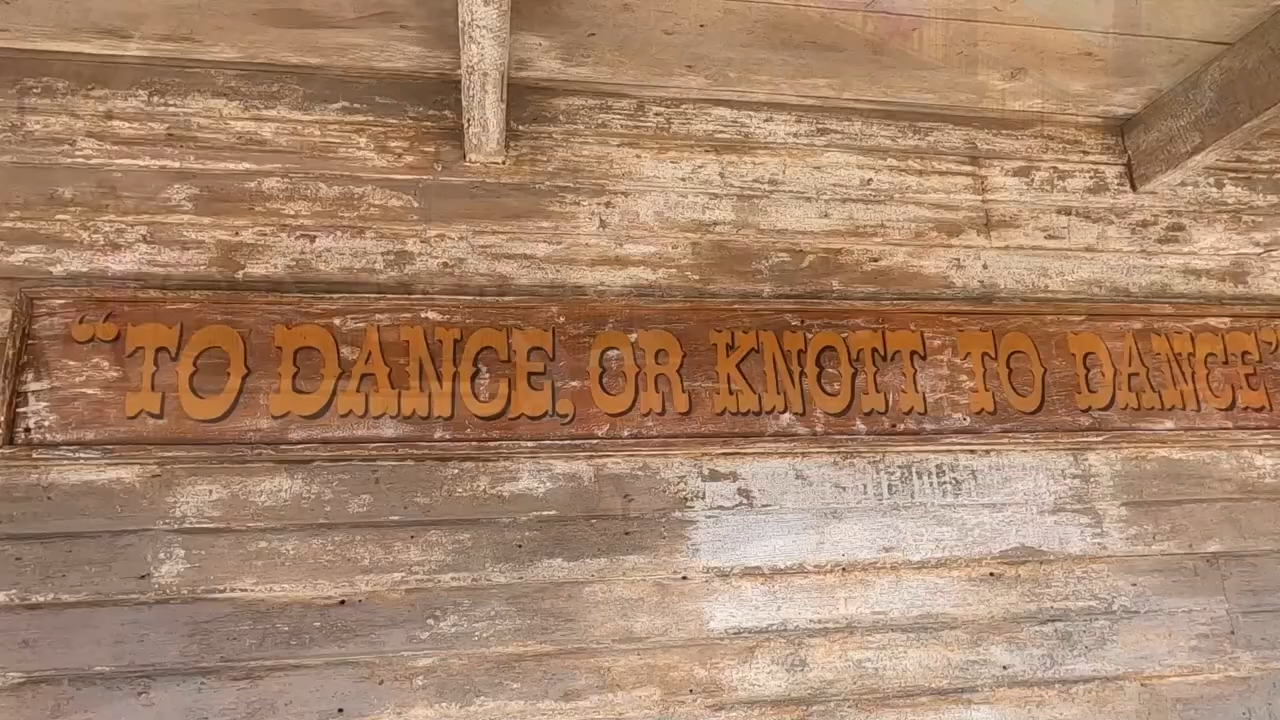 “TO DANCE, OR KNOTT TO DANCE”